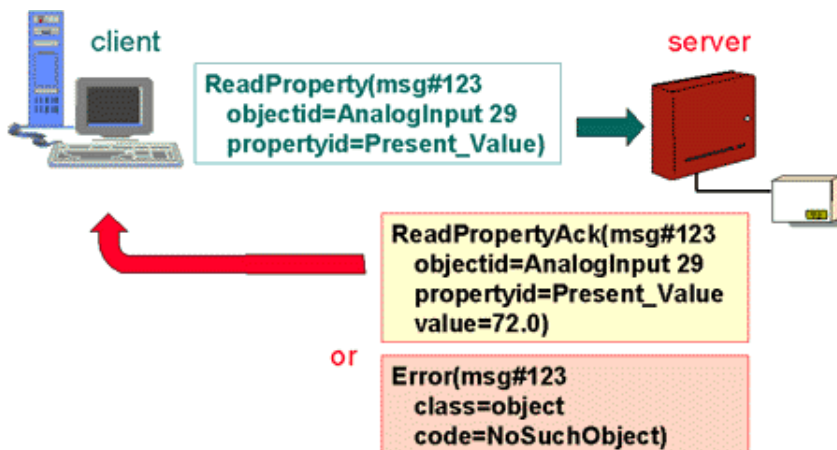 client
server
ReadProperty(msg#123
objectid=AnalogInput 29
propertyid=Present_Value)
ReadPropertyAck(msg#123
objectid=AnalogInput 29
propertyid=Present_Value
value=72.0)
or
Error(msg#123
class=object
code=NoSuchObject)